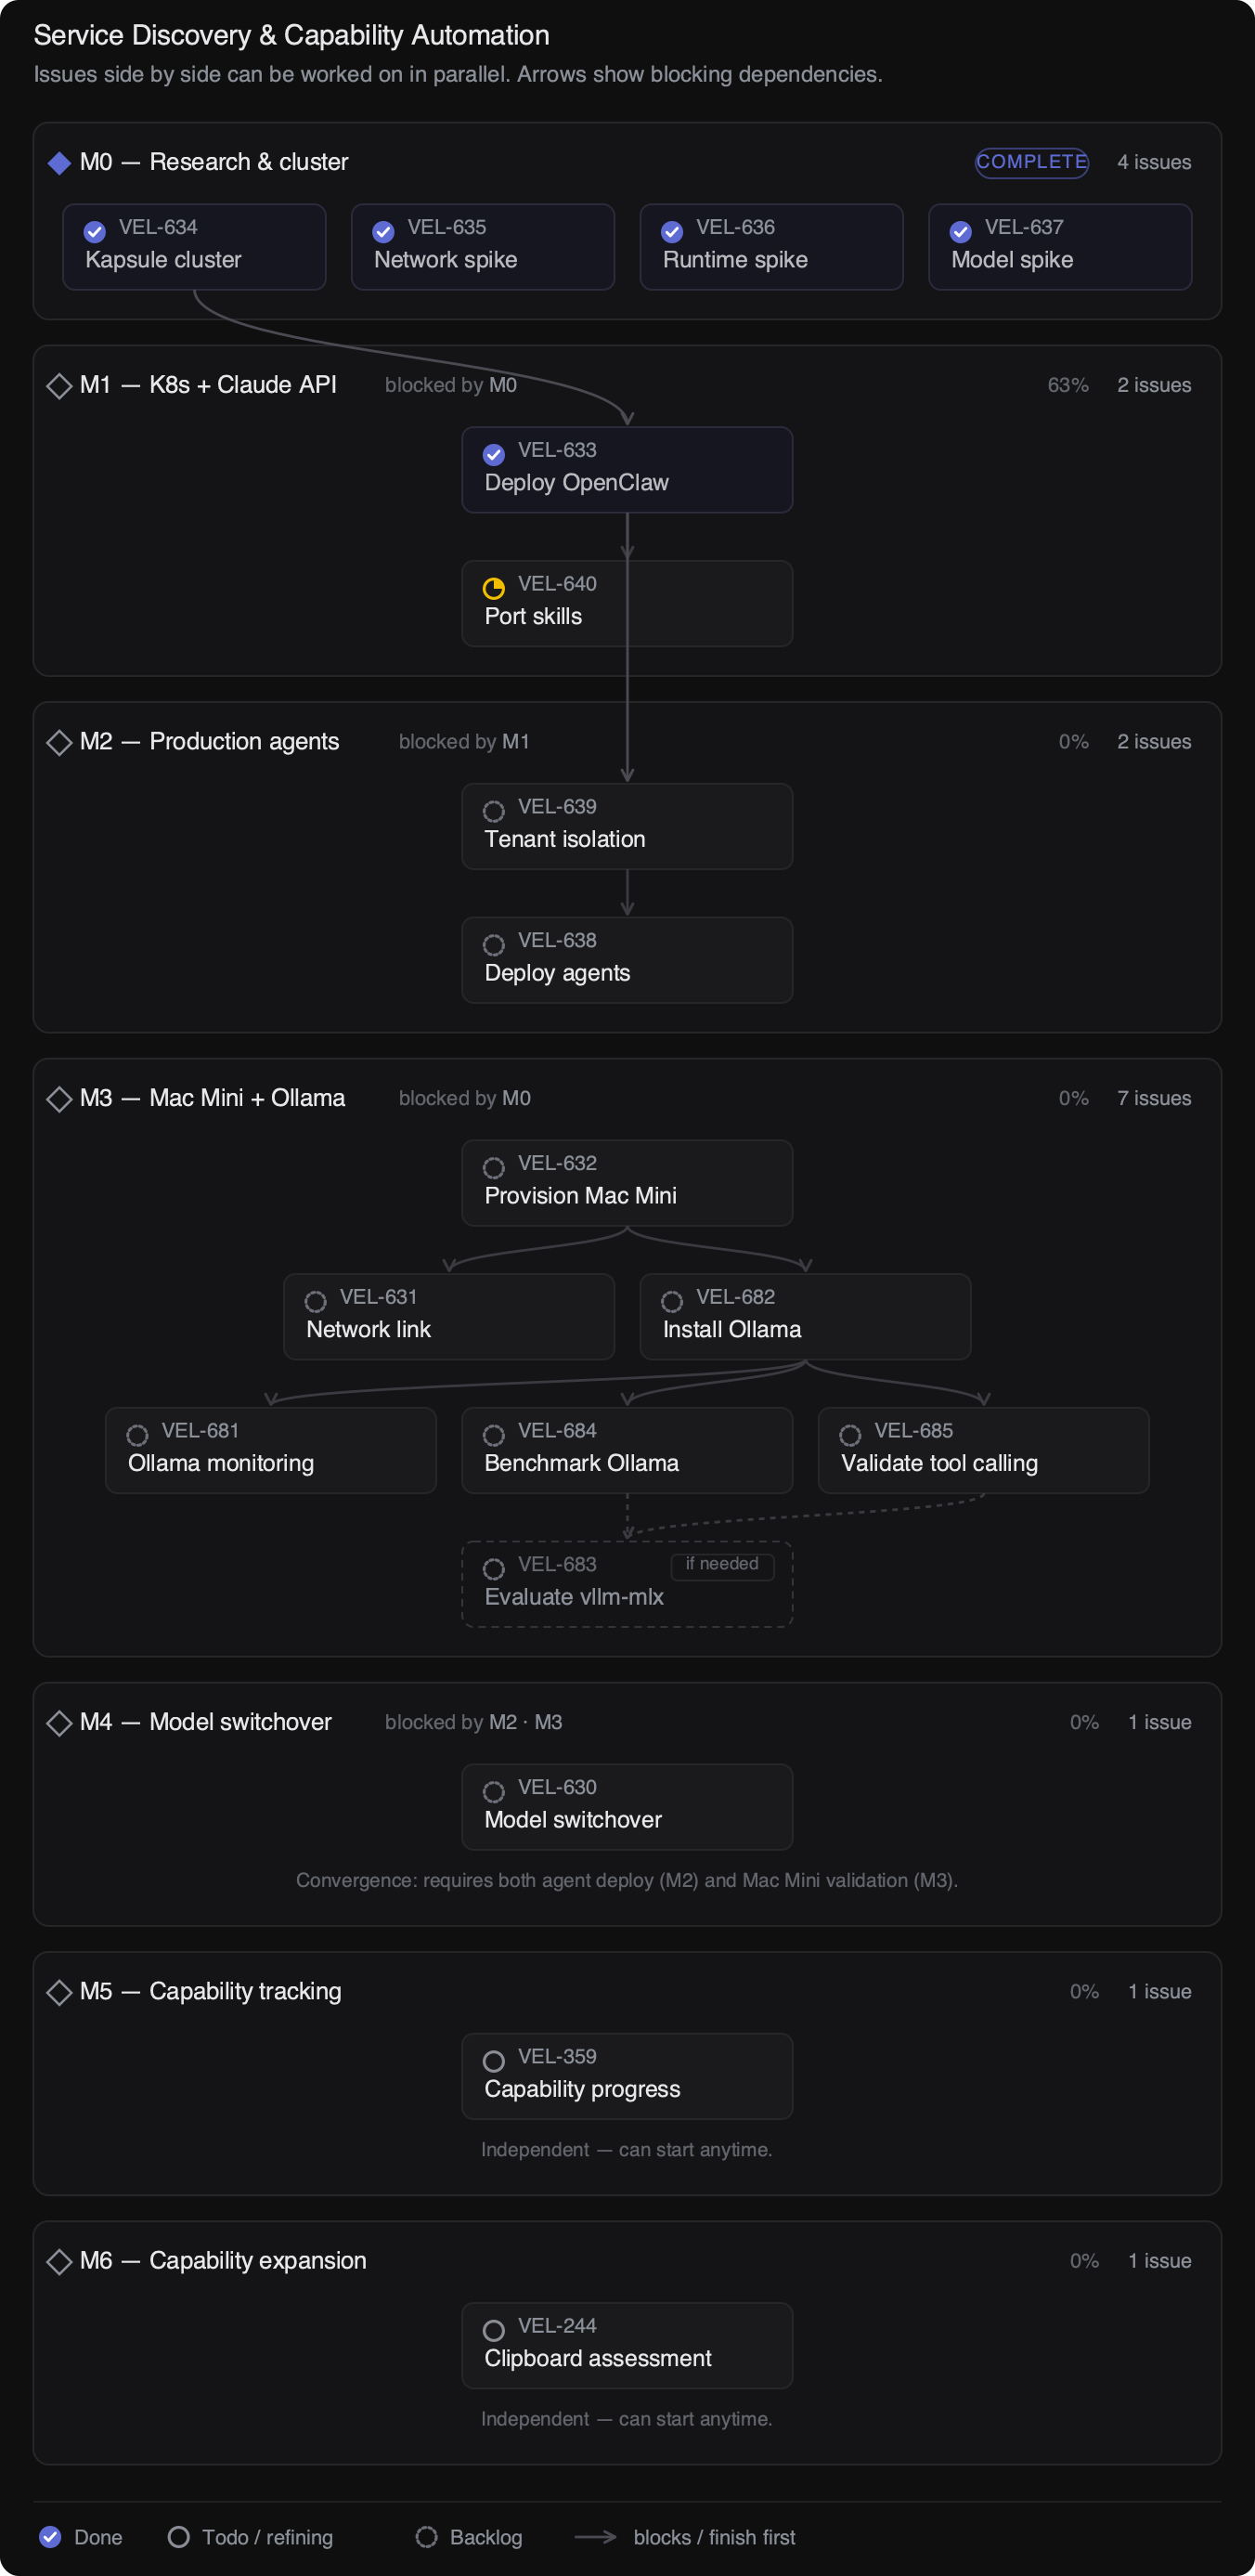 Service Discovery & Capability Automation
Issues side by side can be worked on in parallel. Arrows show blocking dependencies.
M0 — Research & cluster COMPLETE 4 issues
VEL-634 VEL-635 VEL-636 VEL-637
Kapsule cluster Network spike Runtime spike Model spike
M1 — K8s + Claude API blocked by M0 63% 2 issues
VEL-633
Deploy OpenClaw
VEL-640
Port skills
M2 — Production agents blocked by M1 0% 2 issues
VEL-639
Tenant isolation
VEL-638
Deploy agents
M3 — Mac Mini + Ollama blocked by M0 0% 7 issues
VEL-632
Provision Mac Mini
VEL-631 VEL-682
Network link Install Ollama
VEL-681 VEL-684 VEL-685
Ollama monitoring Benchmark Ollama Validate tool calling
VEL-683 if needed
Evaluate vllm-mlx
M4 — Model switchover blocked by M2 · M3 0% 1 issue
VEL-630
Model switchover
Convergence: requires both agent deploy (M2) and Mac Mini validation (M3).
M5 — Capability tracking 0% 1 issue
VEL-359
Capability progress
Independent — can start anytime.
M6 — Capability expansion 0% 1 issue
VEL-244
Clipboard assessment
Independent — can start anytime.
Done Todo / refining Backlog blocks / finish first